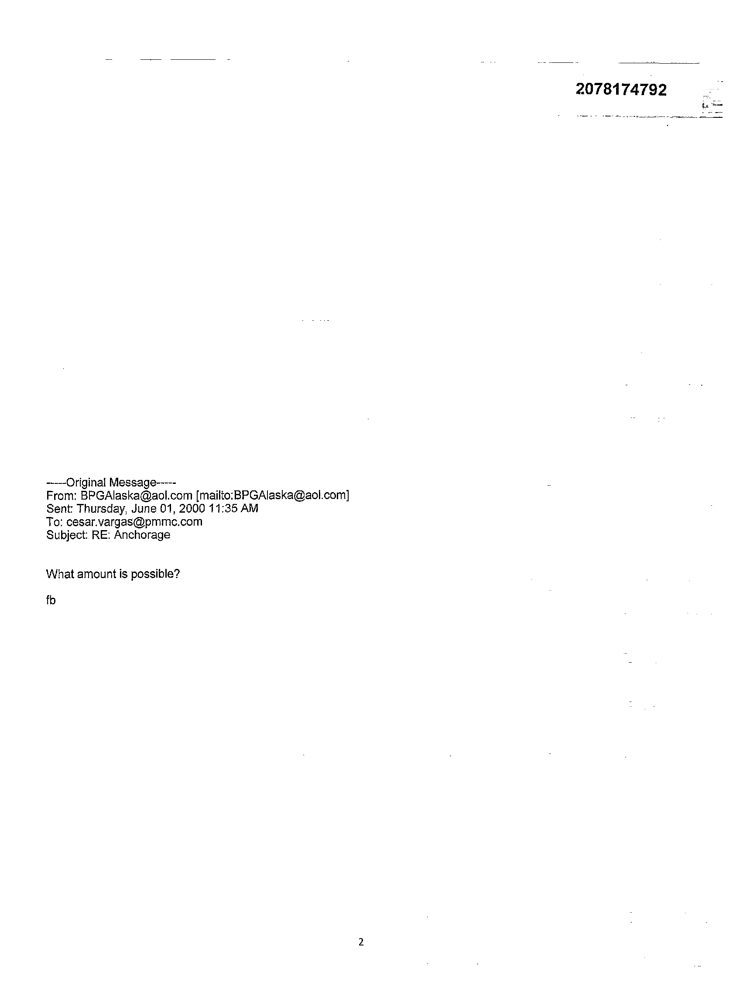 2078174792
-----Original Message-----
From: BPGAlaska@aol.com [mailto:BPGAlaska@aol.com]
Sent: Thursday, June 01, 2000 11:35 AM
To: cesar.vargas@pmmc.com
Subject: RE: Anchorage
What amount is possible?
fb
2